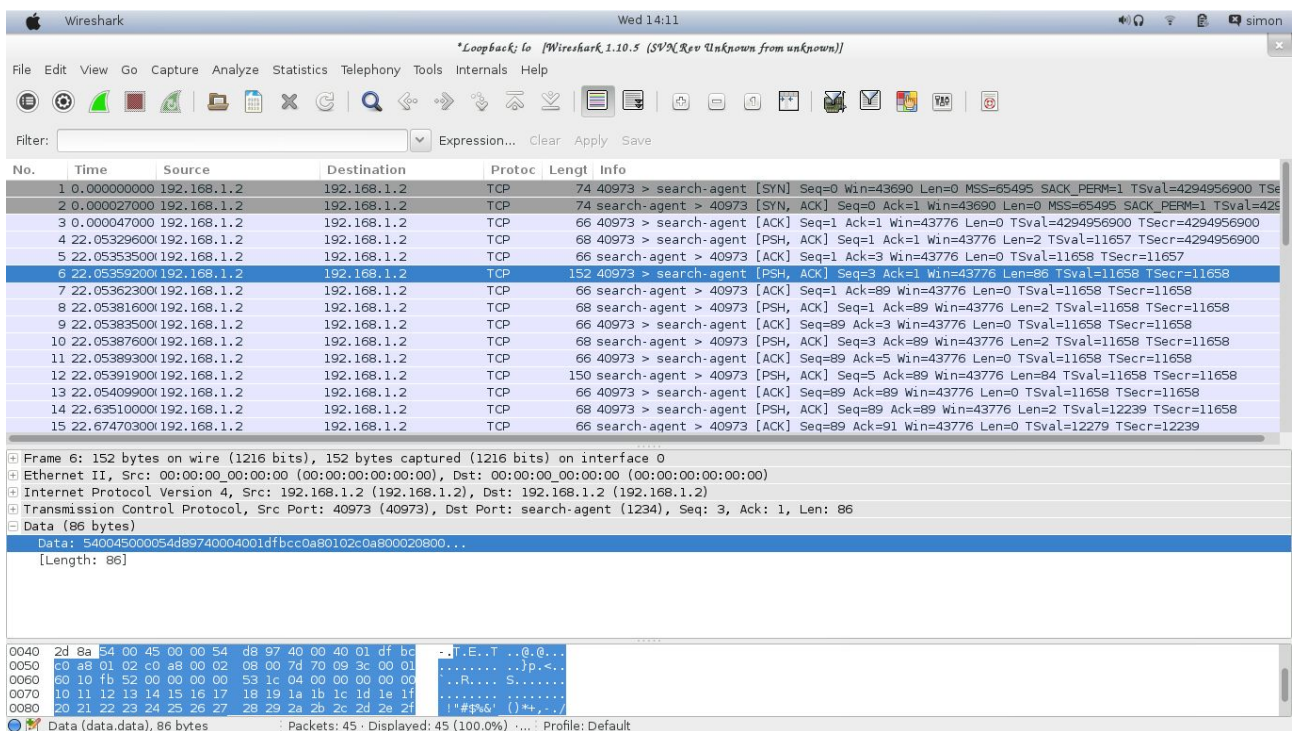 Wireshark Wed 14:11 simon
*Loopback: lo [Wireshark 1.10.5 (SVN Rev Unknown from unknown)]
File Edit View Go Capture Analyze Statistics Telephony Tools Internals Help
Filter: Expression... Clear Apply Save
No. Time Source Destination Protoc Lengt Info
1 0.000000000 192.168.1.2 192.168.1.2 TCP 74 40973 > search-agent [SYN] Seq=0 Win=43690 Len=0 MSS=65495 SACK_PERM=1 TSval=4294956900 TSe
2 0.000027000 192.168.1.2 192.168.1.2 TCP 74 search-agent > 40973 [SYN, ACK] Seq=0 Ack=1 Win=43690 Len=0 MSS=65495 SACK_PERM=1 TSval=429
3 0.000047000 192.168.1.2 192.168.1.2 TCP 66 40973 > search-agent [ACK] Seq=1 Ack=1 Win=43776 Len=0 TSval=4294956900 TSecr=4294956900
4 22.05329600( 192.168.1.2 192.168.1.2 TCP 68 40973 > search-agent [PSH, ACK] Seq=1 Ack=1 Win=43776 Len=2 TSval=11657 TSecr=4294956900
5 22.05353500( 192.168.1.2 192.168.1.2 TCP 66 search-agent > 40973 [ACK] Seq=1 Ack=3 Win=43776 Len=0 TSval=11658 TSecr=11657
6 22.05359200( 192.168.1.2 192.168.1.2 TCP 152 40973 > search-agent [PSH, ACK] Seq=3 Ack=1 Win=43776 Len=86 TSval=11658 TSecr=11658
7 22.05362300( 192.168.1.2 192.168.1.2 TCP 66 search-agent > 40973 [ACK] Seq=1 Ack=89 Win=43776 Len=0 TSval=11658 TSecr=11658
8 22.05381600( 192.168.1.2 192.168.1.2 TCP 68 search-agent > 40973 [PSH, ACK] Seq=1 Ack=89 Win=43776 Len=2 TSval=11658 TSecr=11658
9 22.05383500( 192.168.1.2 192.168.1.2 TCP 66 40973 > search-agent [ACK] Seq=89 Ack=3 Win=43776 Len=0 TSval=11658 TSecr=11658
10 22.05387600( 192.168.1.2 192.168.1.2 TCP 68 search-agent > 40973 [PSH, ACK] Seq=3 Ack=89 Win=43776 Len=2 TSval=11658 TSecr=11658
11 22.05389300( 192.168.1.2 192.168.1.2 TCP 66 40973 > search-agent [ACK] Seq=89 Ack=5 Win=43776 Len=0 TSval=11658 TSecr=11658
12 22.05391900( 192.168.1.2 192.168.1.2 TCP 150 search-agent > 40973 [PSH, ACK] Seq=5 Ack=89 Win=43776 Len=84 TSval=11658 TSecr=11658
13 22.05409900( 192.168.1.2 192.168.1.2 TCP 66 40973 > search-agent [ACK] Seq=89 Ack=89 Win=43776 Len=0 TSval=11658 TSecr=11658
14 22.63510000( 192.168.1.2 192.168.1.2 TCP 68 40973 > search-agent [PSH, ACK] Seq=89 Ack=89 Win=43776 Len=2 TSval=12239 TSecr=11658
15 22.67470300( 192.168.1.2 192.168.1.2 TCP 66 search-agent > 40973 [ACK] Seq=89 Ack=91 Win=43776 Len=0 TSval=12279 TSecr=12239
Frame 6: 152 bytes on wire (1216 bits), 152 bytes captured (1216 bits) on interface 0
Ethernet II, Src: 00:00:00_00:00:00 (00:00:00:00:00:00), Dst: 00:00:00_00:00:00 (00:00:00:00:00:00)
Internet Protocol Version 4, Src: 192.168.1.2 (192.168.1.2), Dst: 192.168.1.2 (192.168.1.2)
Transmission Control Protocol, Src Port: 40973 (40973), Dst Port: search-agent (1234), Seq: 3, Ack: 1, Len: 86
Data (86 bytes)
Data: 540045000054d89740004001dfbcc0a80102c0a800020800...
[Length: 86]
0040 2d 8a 54 00 45 00 00 54 d8 97 40 00 40 01 df bc -.T.E..T ..@.@...
0050 c0 a8 01 02 c0 a8 00 02 08 00 7d 70 09 3c 00 01 ........ ..}p.<..
0060 60 10 fb 52 00 00 00 00 53 1c 04 00 00 00 00 00 `..R.... S.......
0070 10 11 12 13 14 15 16 17 18 19 1a 1b 1c 1d 1e 1f ........ ........
0080 20 21 22 23 24 25 26 27 28 29 2a 2b 2c 2d 2e 2f !"#$%&' ()*+,-./
Data (data.data), 86 bytes Packets: 45 · Displayed: 45 (100.0%) ·... Profile: Default